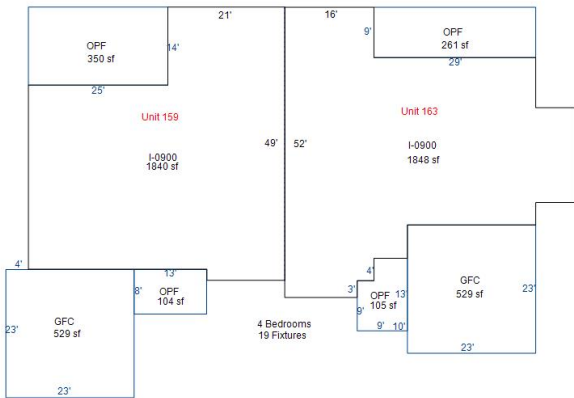 21'
16'
OPF
350 sf
14'
9'
OPF
261 sf
25'
29'
Unit 159
Unit 163
49'
52'
I-0900
1840 sf
I-0900
1848 sf
4'
13'
8'
OPF
104 sf
4'
3'
OPF
105 sf
13'
9'
9'
10'
GFC
529 sf
23'
23'
GFC
529 sf
23'
23'
4 Bedrooms
19 Fixtures